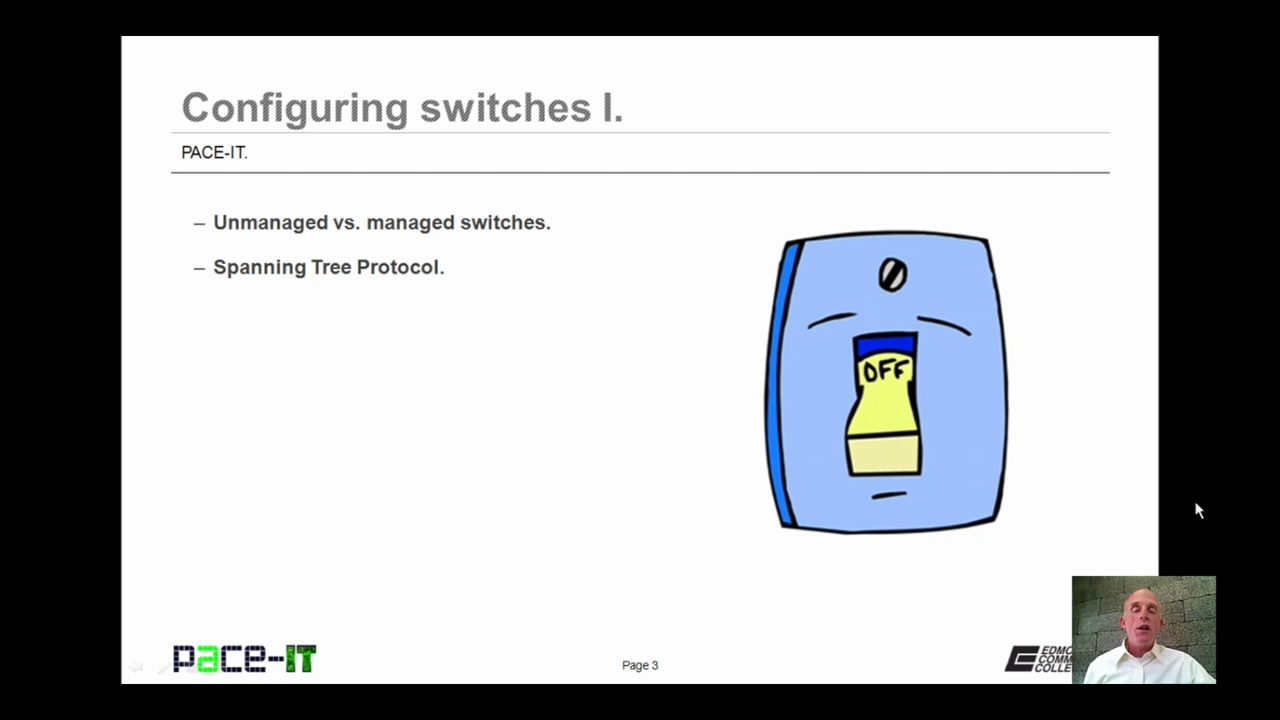 Configuring switches I.
PACE-IT.
– Unmanaged vs. managed switches.
– Spanning Tree Protocol.
OFF
pace-IT
Page 3